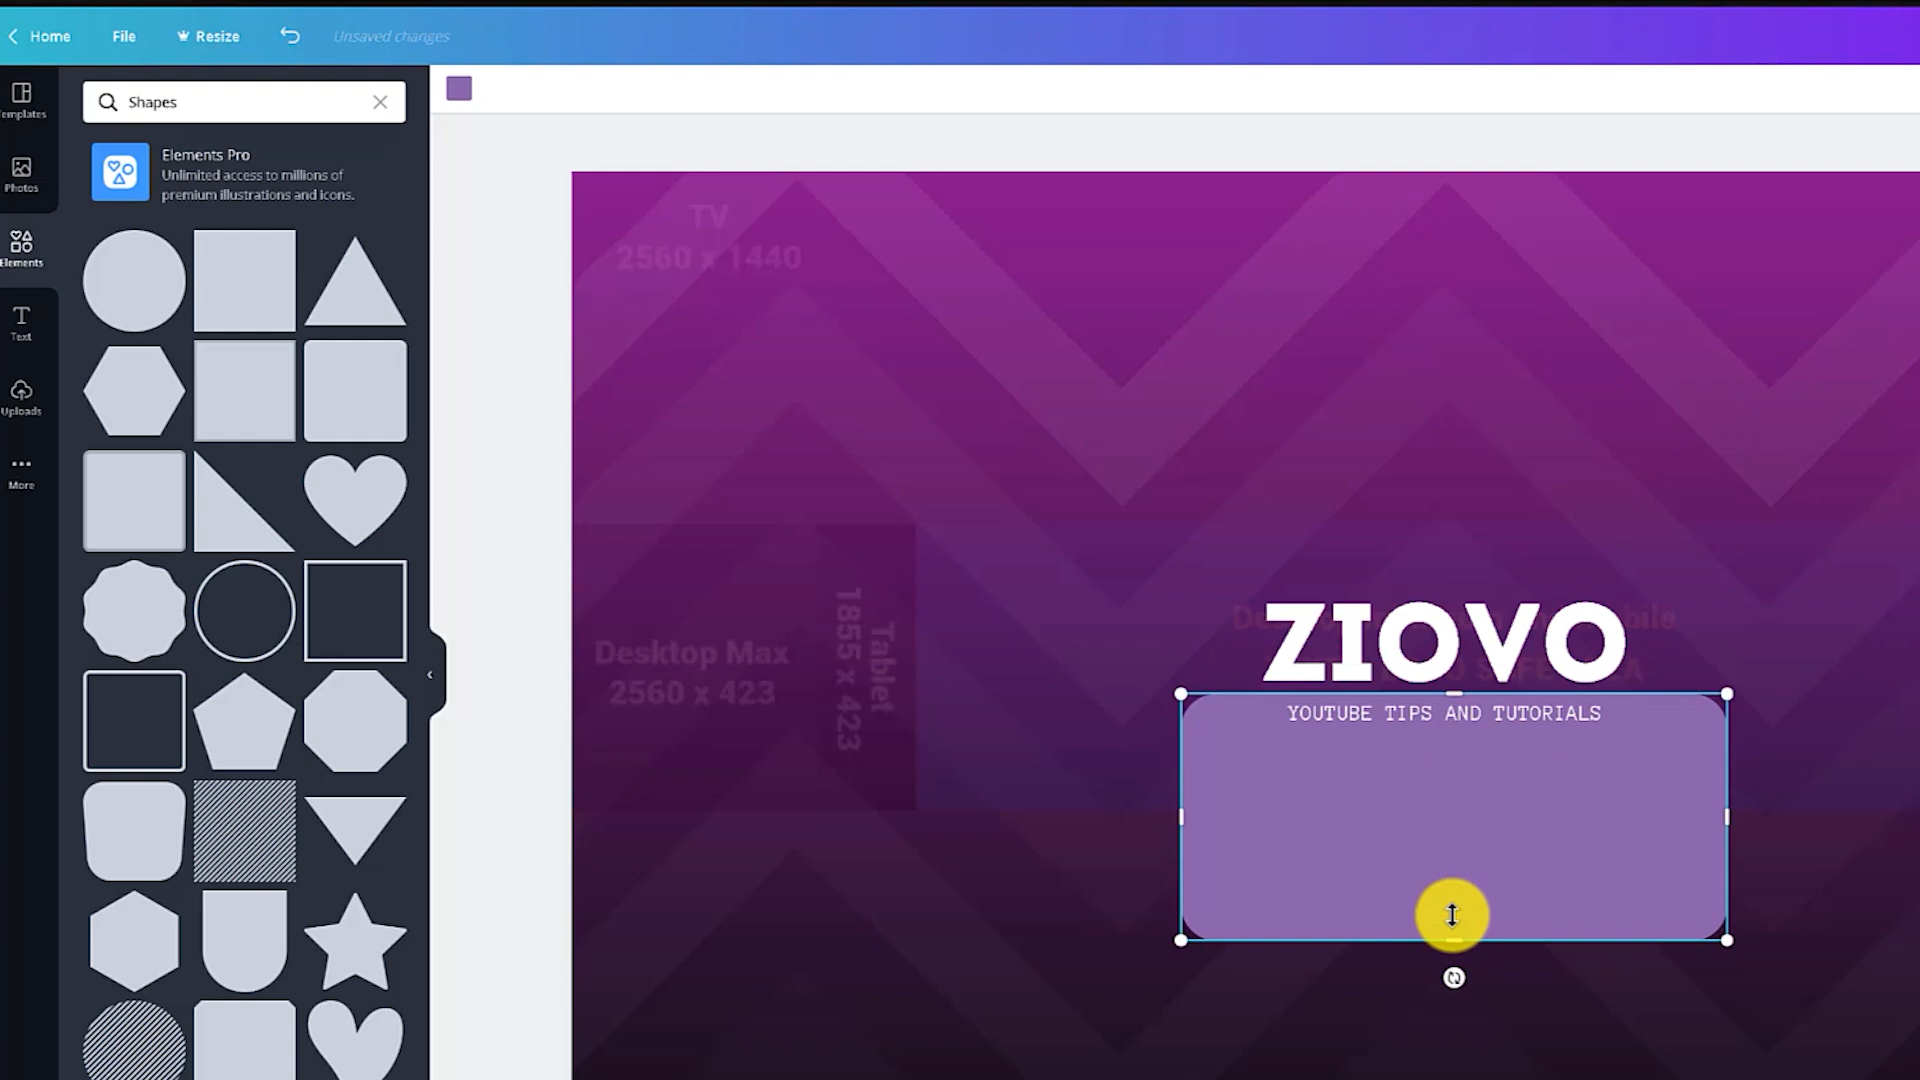 Home
File
Resize
Unsaved changes
Shapes
Elements Pro
Unlimited access to millions of
premium illustrations and icons.
emplates
Photos
Elements
Text
Uploads
More
TV
2560 x 1440
Desktop Max
2560 x 423
Tablet
1855 x 423
ZIOVO
YOUTUBE TIPS AND TUTORIALS